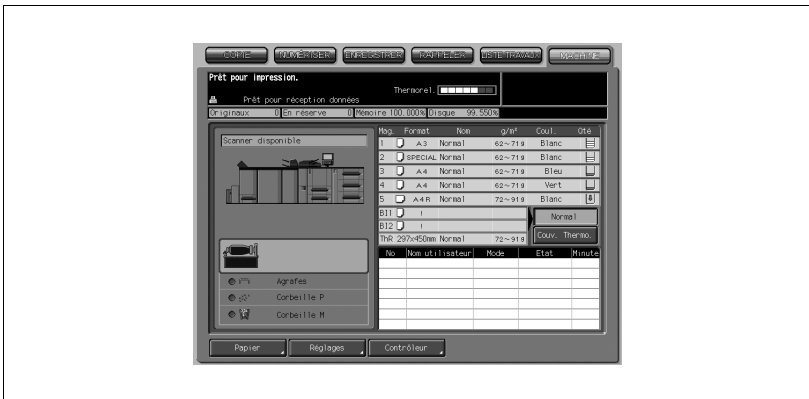 COPIE NUMÉRISER ENREGISTRER RAPPELER LISTE TRAVAUX MACHINE
Prêt pour impression.
Thermorel.
Prêt pour réception données
Originaux 0 En réserve 0 Mémoire 100.000% Disque 99.550%
Scanner disponible
Mag. Format Nom g/m² Coul. Qté
1 A3 Normal 62~71g Blanc
2 SPECIAL Normal 62~71g Blanc
3 A4 Normal 62~71g Bleu
4 A4 Normal 62~71g Vert
5 A4R Normal 72~91g Blanc
BI1 !
BI2 !
ThR 297x450mm Normal 72~91g
Normal
Couv. Thermo.
No Nom utilisateur Mode Etat Minute
Agrafes
Corbeille P
Corbeille M
Papier Réglages Contrôleur